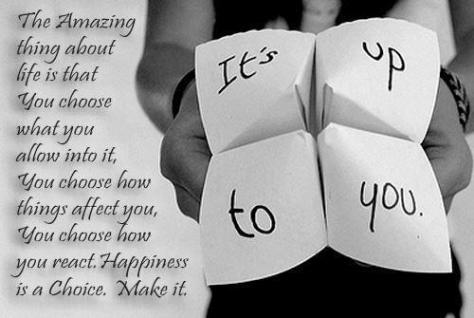 The Amazing
thing about
life is that
You choose
what you
allow into it,
You choose how
things affect you,
You choose how
you react. Happiness
is a Choice. Make it.
It's up
to you.